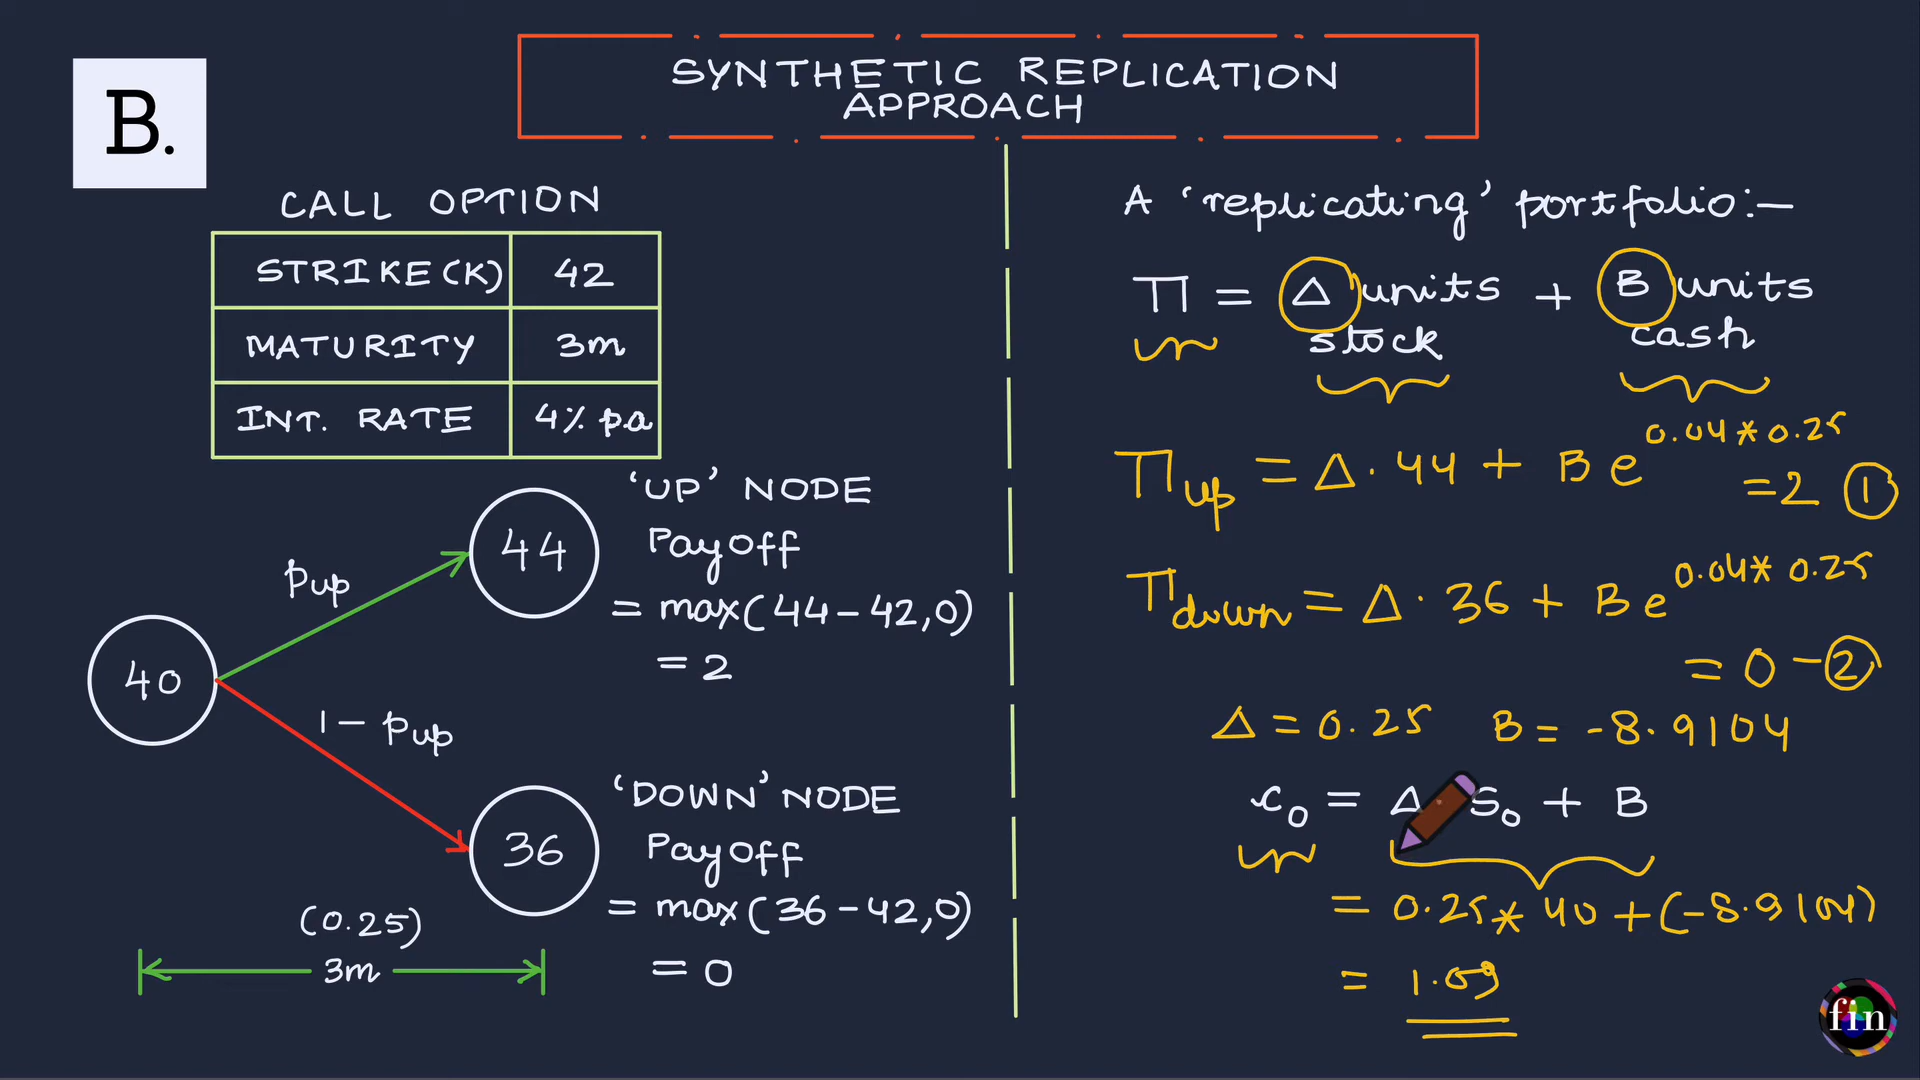 B.
SYNTHETIC REPLICATION
APPROACH
CALL OPTION
STRIKE(K) 42
MATURITY 3m
INT. RATE 4% p.a
40
pup
1 - pup
44
36
'UP' NODE
Payoff
= max(44-42,0)
= 2
'DOWN' NODE
Payoff
= max(36-42,0)
= 0
(0.25)
3m
A 'replicating' portfolio:-
Π = Δ units + B units
stock cash
Πup = Δ.44 + Be^0.04*0.25
=2 ①
Πdown = Δ.36 + Be^0.04*0.25
= 0 -②
Δ = 0.25 B = -8.9104
c0 = Δ. S0 + B
= 0.25*40+(-8.9104)
= 1.09
fin